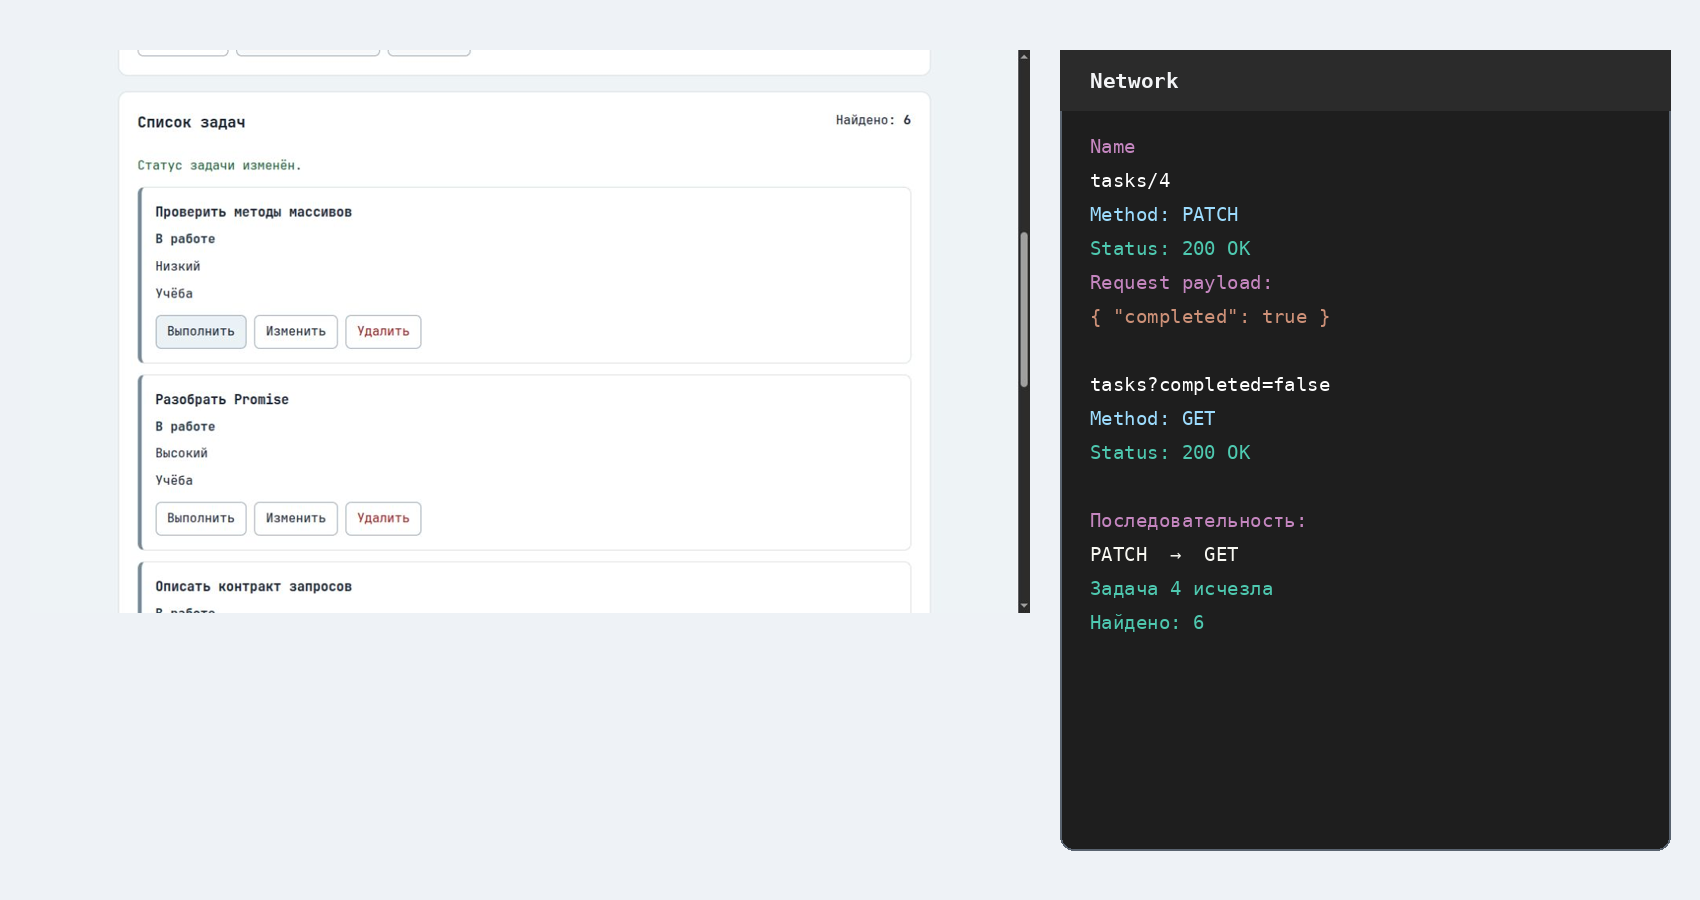 Список задач
Найдено: 6
Статус задачи изменён.
Проверить методы массивов
В работе
Низкий
Учёба
Выполнить Изменить Удалить
Разобрать Promise
В работе
Высокий
Учёба
Выполнить Изменить Удалить
Описать контракт запросов
В работе
Network
Name
tasks/4
Method: PATCH
Status: 200 OK
Request payload:
{ "completed": true }
tasks?completed=false
Method: GET
Status: 200 OK
Последовательность:
PATCH → GET
Задача 4 исчезла
Найдено: 6